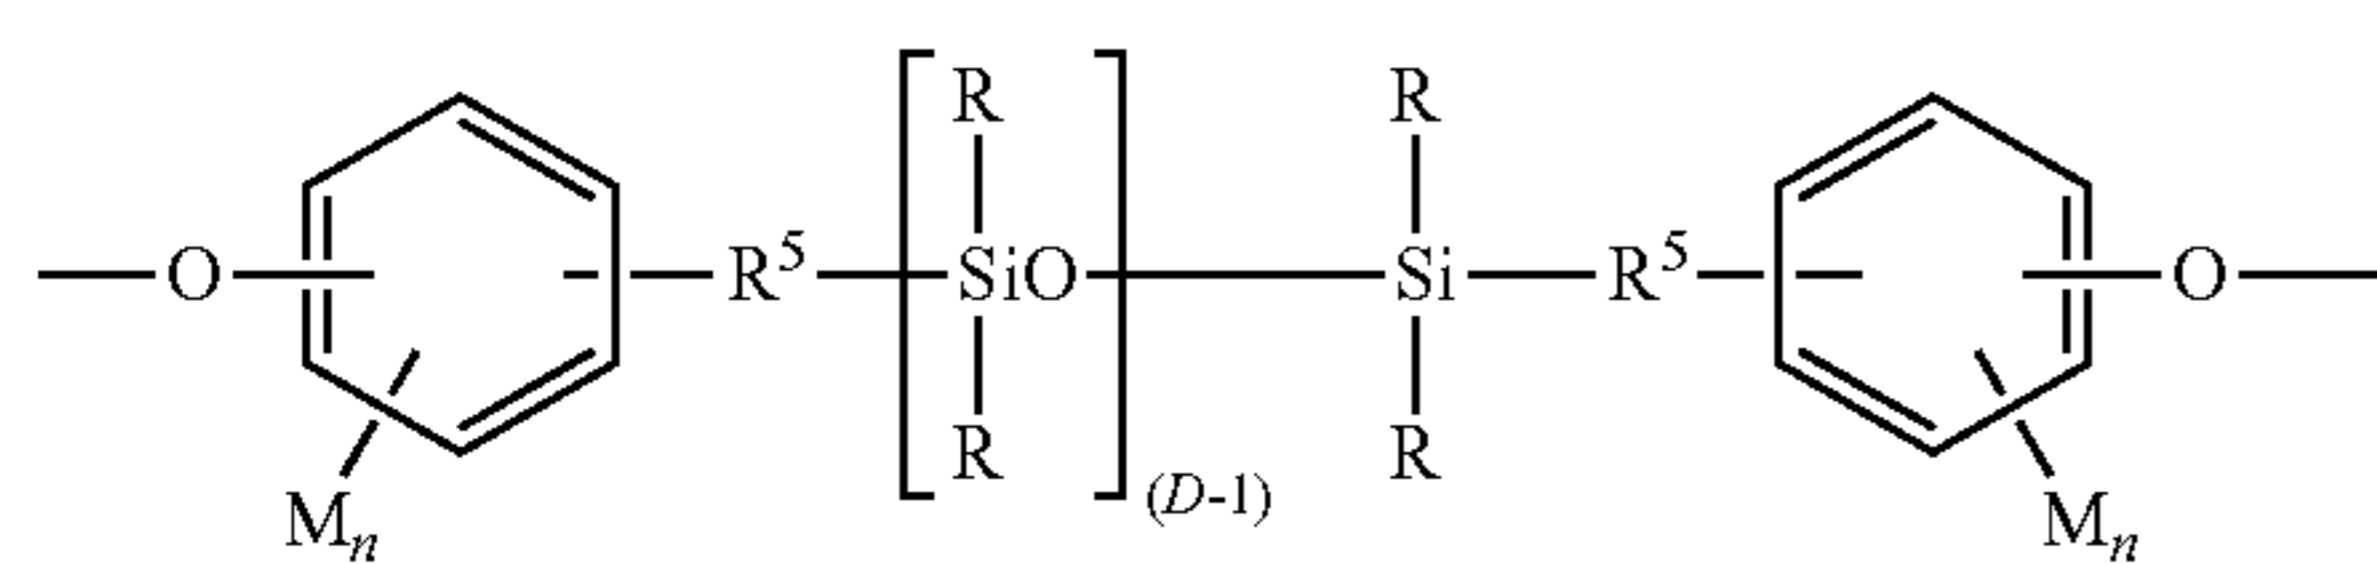 R R
O R⁵ SiO Si R⁵ O
R R
(D-1)
Mₙ Mₙ